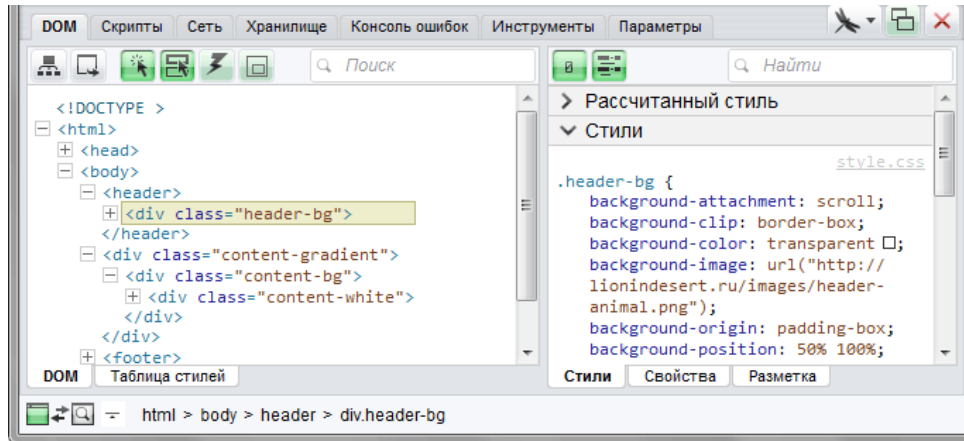 DOM Скрипты Сеть Хранилище Консоль ошибок Инструменты Параметры
Поиск
Найти
<!DOCTYPE >
<html>
<head>
<body>
<header>
<div class="header-bg">
</header>
<div class="content-gradient">
<div class="content-bg">
<div class="content-white">
</div>
</div>
<footer>
DOM Таблица стилей
Рассчитанный стиль
Стили
style.css
.header-bg {
background-attachment: scroll;
background-clip: border-box;
background-color: transparent ;
background-image: url("http://
lionindesert.ru/images/header-
animal.png");
background-origin: padding-box;
background-position: 50% 100%;
Стили Свойства Разметка
html > body > header > div.header-bg